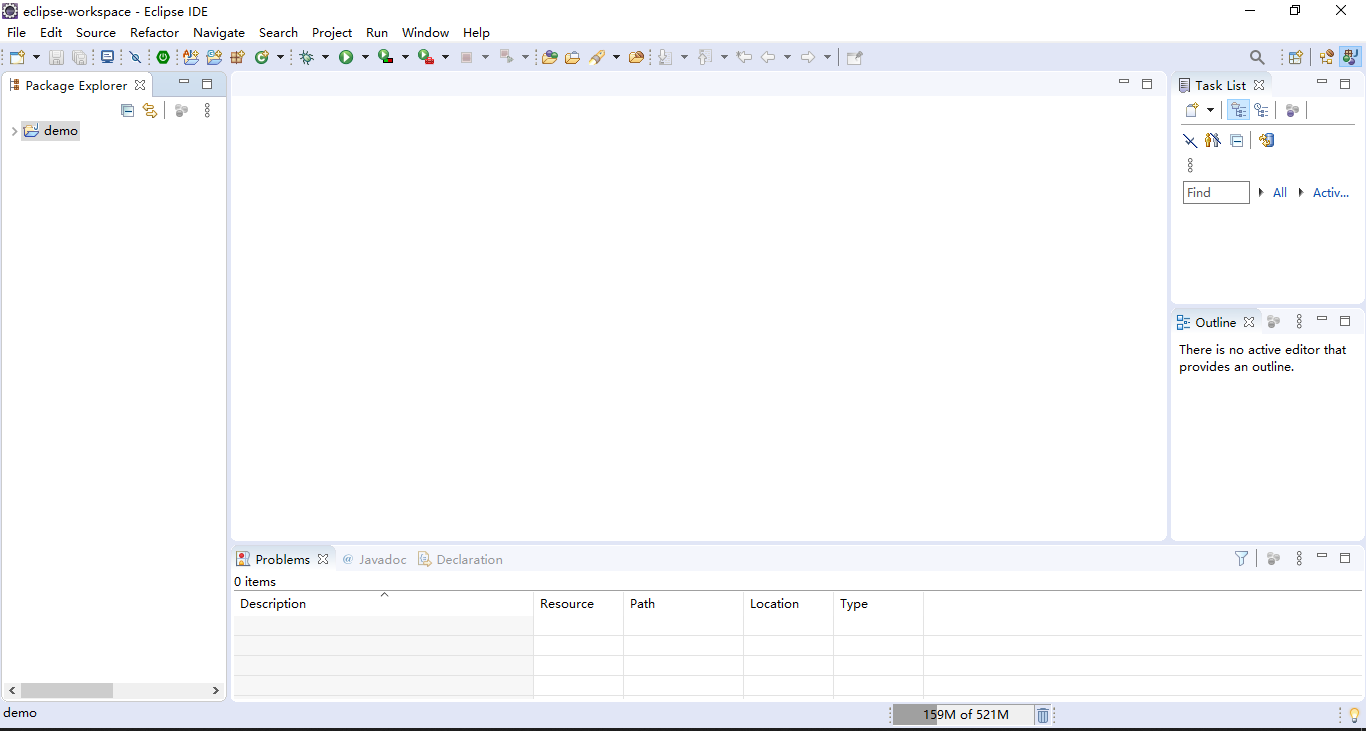 eclipse-workspace - Eclipse IDE
File Edit Source Refactor Navigate Search Project Run Window Help
Package Explorer
demo
Task List
Find All Activ...
Outline
There is no active editor that
provides an outline.
Problems @ Javadoc Declaration
0 items
Description Resource Path Location Type
demo
159M of 521M